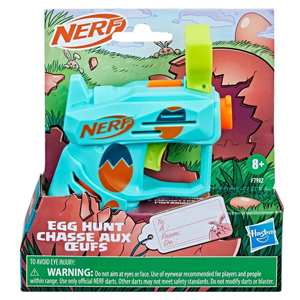 NERF
NERF
8+
F7982
EGG HUNT
CHASSE AUX
ŒUFS
To:
À:
From:
De:
Hasbro
TO AVOID EYE INJURY:
WARNING: Do not aim at eyes or face. Use of eyewear recommended for players and people
within range. Use only official NERF darts. Other darts may not meet safety standards. Do not modify darts or blaster.